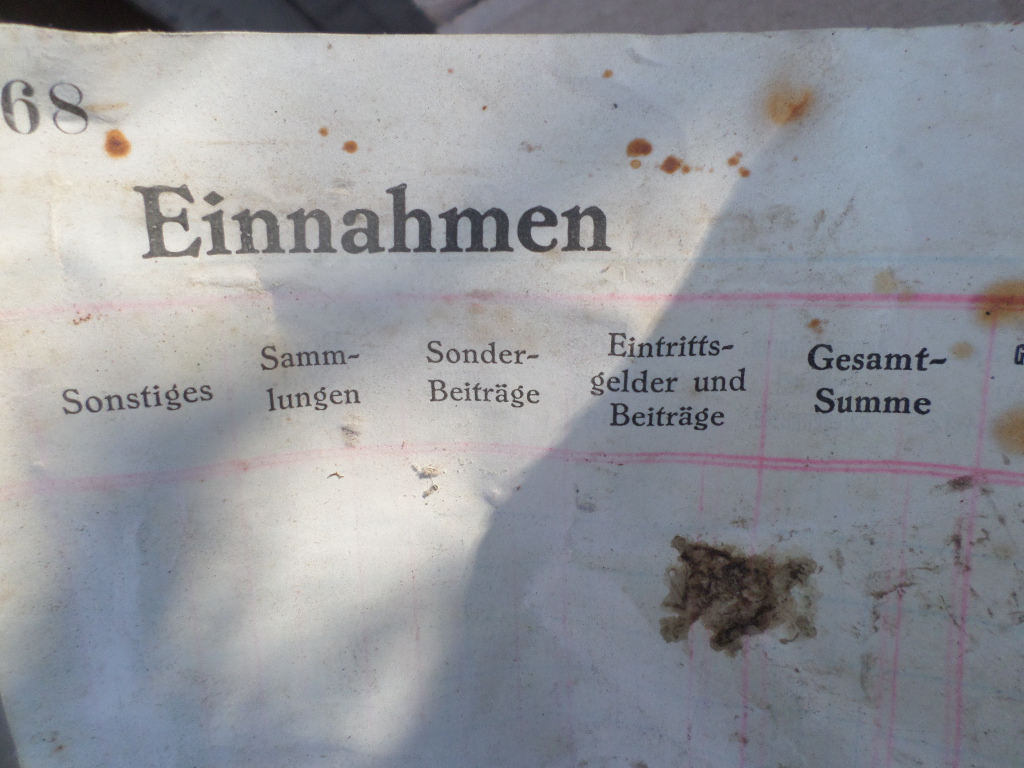 68
Einnahmen
Sonstiges
Samm-
lungen
Sonder-
Beiträge
Eintritts-
gelder und
Beiträge
Gesamt-
Summe